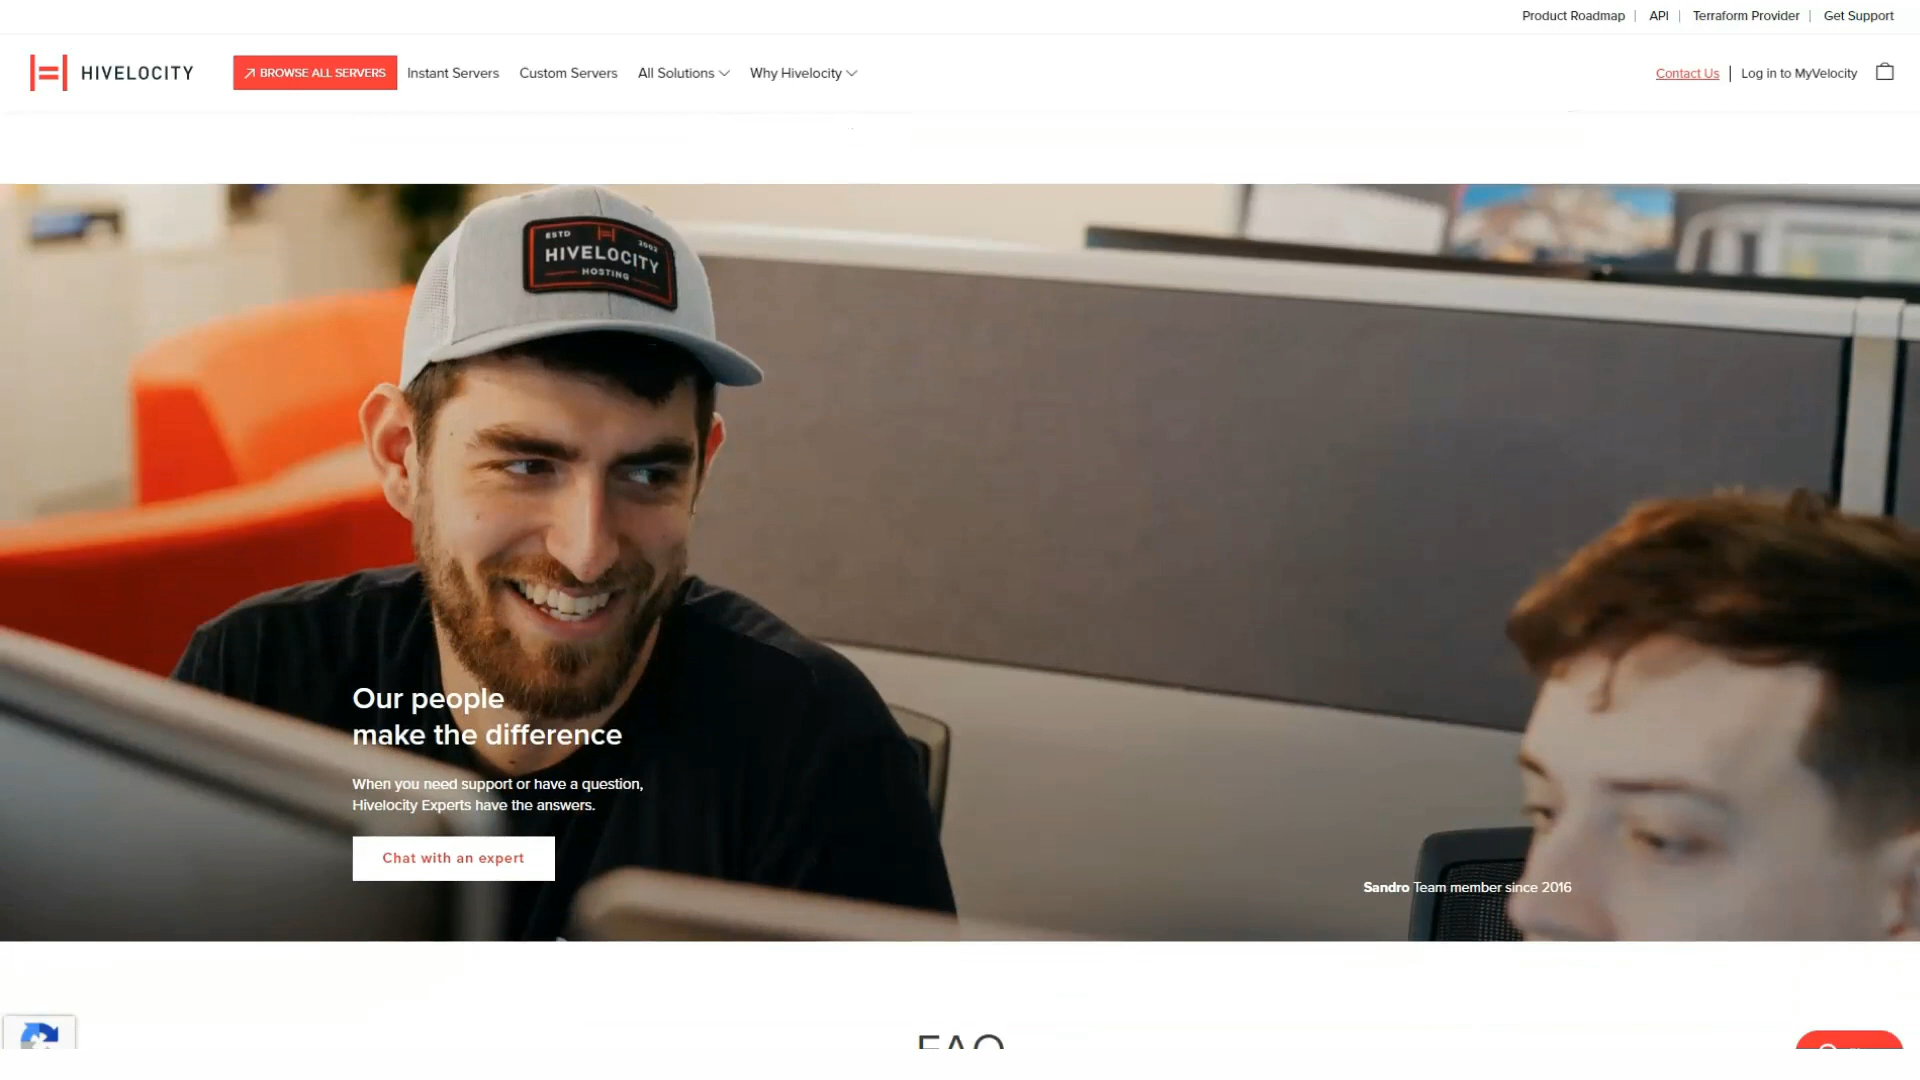 Product Roadmap | API | Terraform Provider | Get Support
HIVELOCITY
BROWSE ALL SERVERS
Instant Servers
Custom Servers
All Solutions
Why Hivelocity
Contact Us | Log in to MyVelocity
ESTD 2002
HIVELOCITY
HOSTING
Our people
make the difference
When you need support or have a question,
Hivelocity Experts have the answers.
Chat with an expert
Sandro Team member since 2016
FAQ